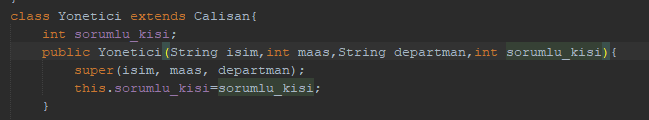 }
class Yonetici extends Calisan{
    int sorumlu_kisi;
    public Yonetici(String isim,int maas,String departman,int sorumlu_kisi){
        super(isim, maas, departman);
        this.sorumlu_kisi=sorumlu_kisi;
    }